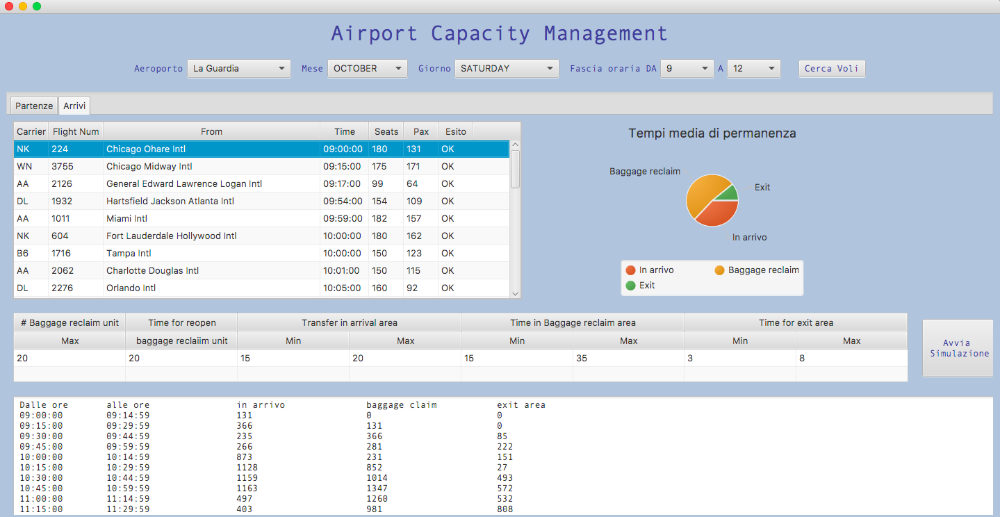 Airport Capacity Management
Aeroporto La Guardia Mese OCTOBER Giorno SATURDAY Fascia oraria DA 9 A 12 Cerca Voli
Partenze Arrivi
Carrier Flight Num From Time Seats Pax Esito
NK 224 Chicago Ohare Intl 09:00:00 180 131 OK
WN 3755 Chicago Midway Intl 09:15:00 175 171 OK
AA 2126 General Edward Lawrence Logan Intl 09:17:00 99 64 OK
DL 1932 Hartsfield Jackson Atlanta Intl 09:54:00 154 109 OK
AA 1011 Miami Intl 09:59:00 182 157 OK
NK 604 Fort Lauderdale Hollywood Intl 10:00:00 180 162 OK
B6 1716 Tampa Intl 10:00:00 150 123 OK
AA 2062 Charlotte Douglas Intl 10:01:00 150 115 OK
DL 2276 Orlando Intl 10:05:00 160 92 OK
Tempi media di permanenza
Baggage reclaim
Exit
In arrivo
In arrivo Baggage reclaim
Exit
# Baggage reclaim unit Time for reopen Transfer in arrival area Time in Baggage reclaim area Time for exit area
Max baggage reclaiim unit Min Max Min Max Min Max
20 20 15 20 15 35 3 8
Avvia
Simulazione
Dalle ore alle ore in arrivo baggage claim exit area
09:00:00 09:14:59 131 0 0
09:15:00 09:29:59 366 131 0
09:30:00 09:44:59 235 366 85
09:45:00 09:59:59 266 281 222
10:00:00 10:14:59 873 231 151
10:15:00 10:29:59 1128 852 27
10:30:00 10:44:59 1159 1014 493
10:45:00 10:59:59 1163 1347 572
11:00:00 11:14:59 497 1260 532
11:15:00 11:29:59 403 981 808